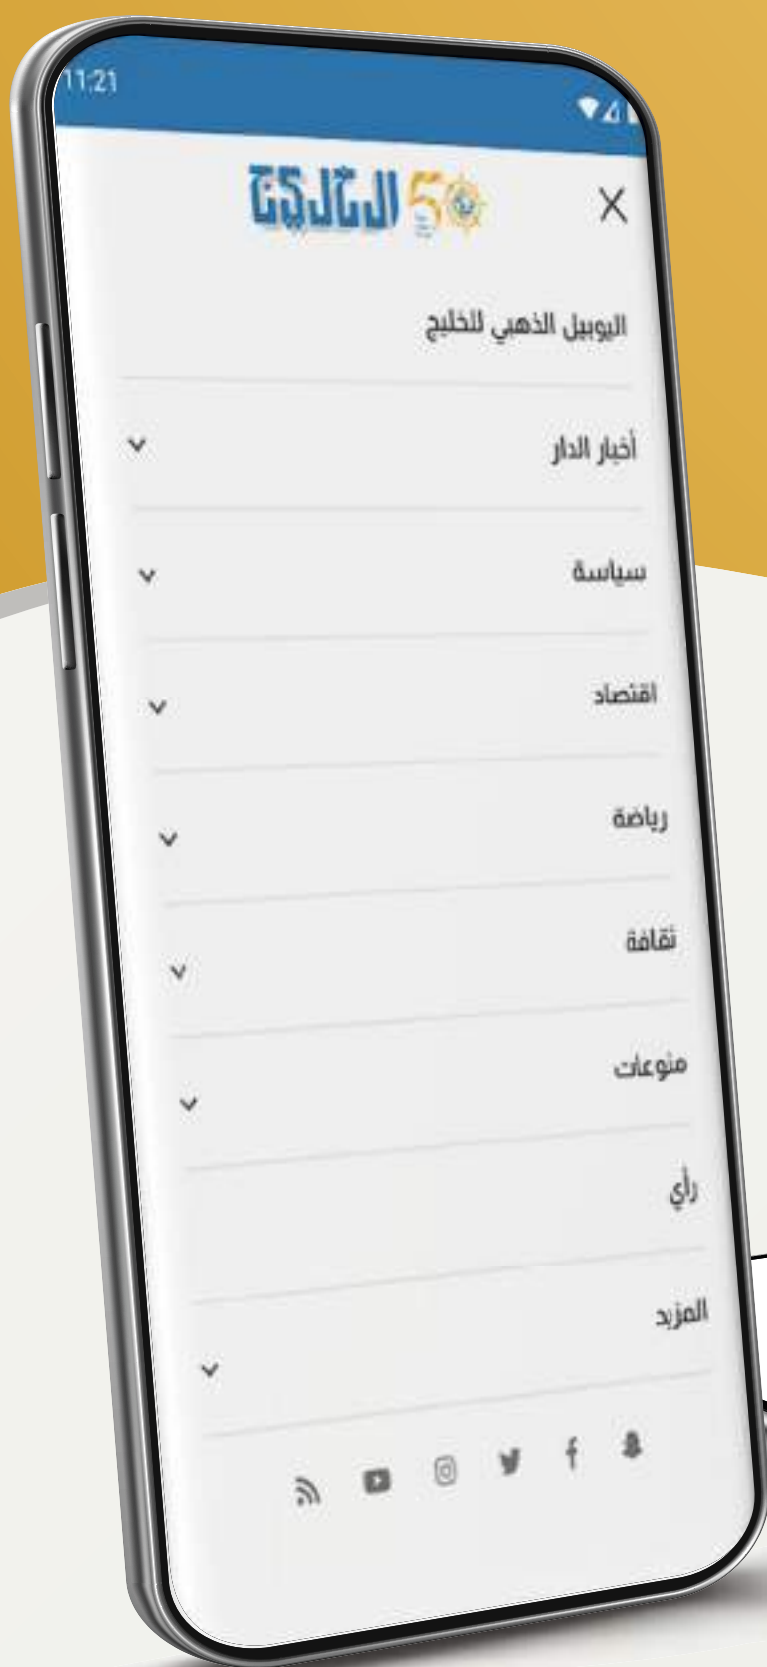 11:21
الخليج 50
اليوبيل الذهبي للخليج
أخبار الدار
سياسة
اقتصاد
رياضة
ثقافة
منوعات
رأي
المزيد